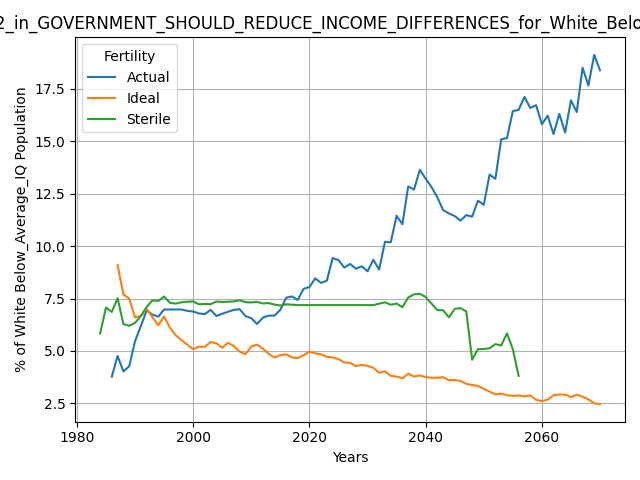 2_in_GOVERNMENT_SHOULD_REDUCE_INCOME_DIFFERENCES_for_White_Belo
Fertility
Actual
Ideal
Sterile
% of White Below_Average_IQ Population
17.5
15.0
12.5
10.0
7.5
5.0
2.5
1980
2000
2020
2040
2060
Years